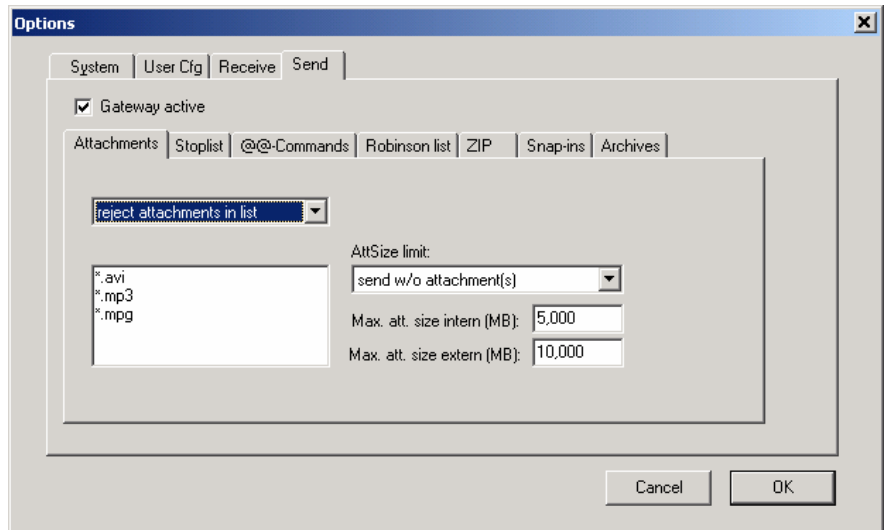 Options
System User Cfg Receive Send
Gateway active
Attachments Stoplist @@-Commands Robinson list ZIP Snap-ins Archives
reject attachments in list
AttSize limit:
*.avi
*.mp3
*.mpg
send w/o attachment(s)
Max. att. size intern (MB): 5,000
Max. att. size extern (MB): 10,000
Cancel OK